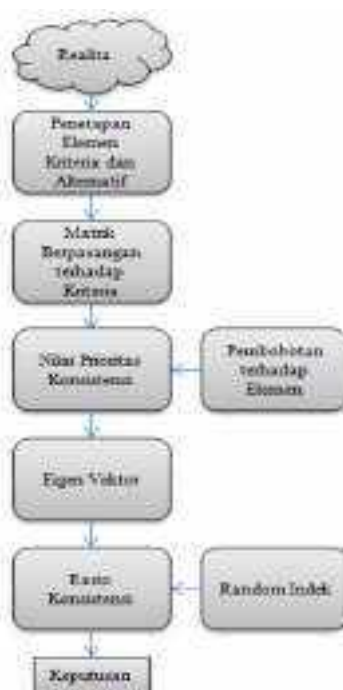 Realita
Penetapan
Elemen
Kriteria dan
Alternatif
Matrik
Berpasangan
terhadap
Kriteria
Nilai Prioritas
Konsistensi
Pembobotan
terhadap
Elemen
Eigen Vektor
Rasio
Konsistensi
Random Indek
Keputusan